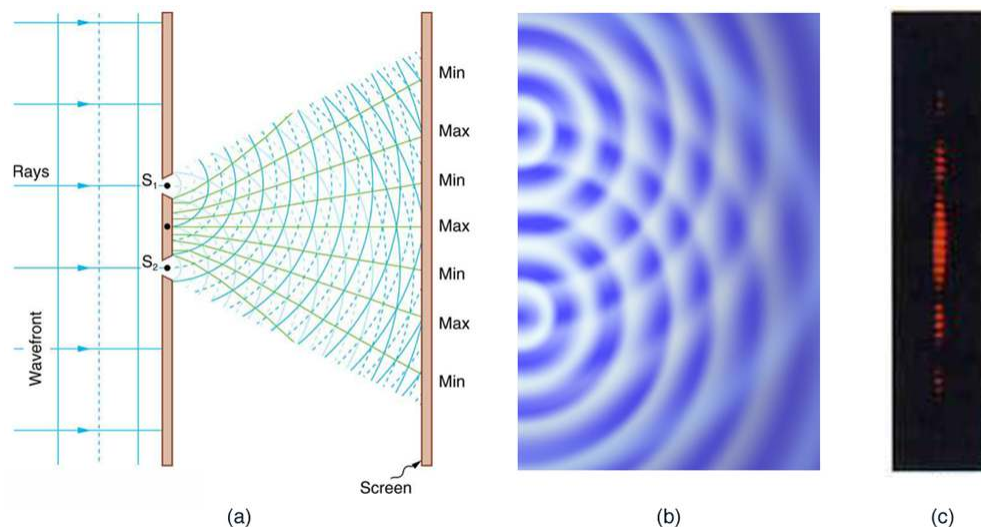 Rays
Wavefront
S₁
S₂
Min
Max
Min
Max
Min
Max
Min
Screen
(a)
(b)
(c)